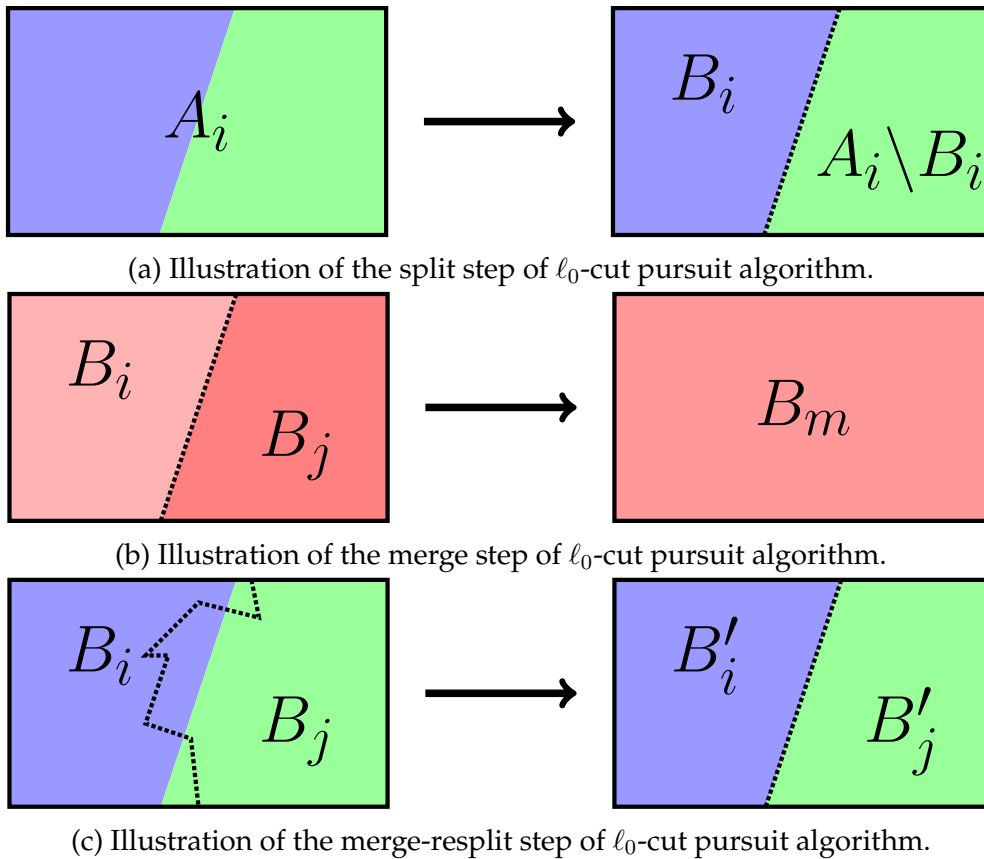 A_i B_i A_i\B_i
(a) Illustration of the split step of ℓ₀-cut pursuit algorithm.
B_i B_j B_m
(b) Illustration of the merge step of ℓ₀-cut pursuit algorithm.
B_i B_j B′_i B′_j
(c) Illustration of the merge-resplit step of ℓ₀-cut pursuit algorithm.